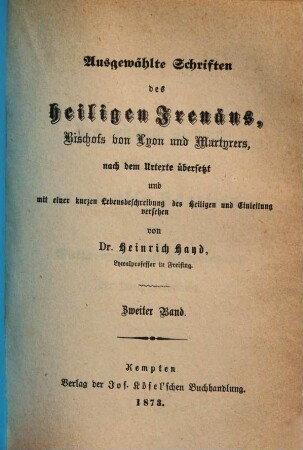 Ausgewählte Schriften
des
heiligen Irenäus,
Bischofs von Lyon und Martyrers,
nach dem Urtexte übersetzt
und
mit einer kurzen Lebensbeschreibung des Heiligen und Einleitung
versehen
von
Dr. Heinrich Hayd,
Lycealprofessor in Freising.
Zweiter Band.
Kempten
Verlag der Jos. Kösel'schen Buchhandlung.
1873.